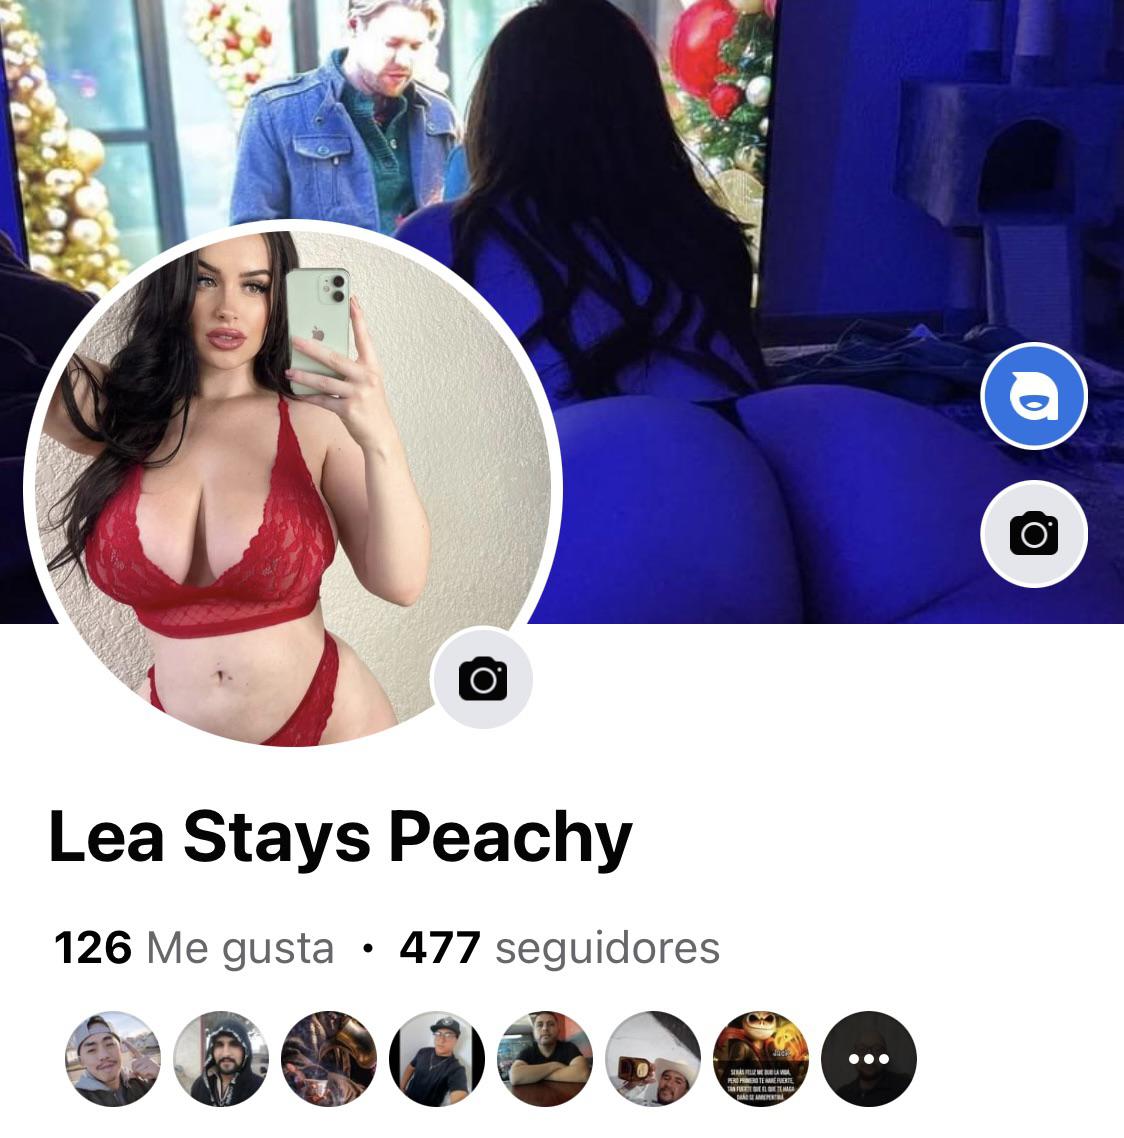 Lea Stays Peachy
126 Me gusta · 477 seguidores
Jack
SERÁS FELIZ ME DIJO LA VIDA,
PERO PRIMERO TE HARÉ FUERTE,
TAN FUERTE QUE EL QUE TE HAGA
DAÑO SE ARREPENTIRÁ